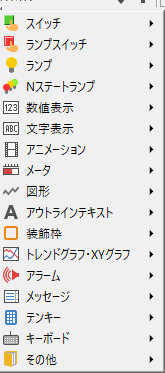 スイッチ
ランプスイッチ
ランプ
Nステートランプ
123 数値表示
ABC 文字表示
アニメーション
メータ
図形
A アウトラインテキスト
装飾枠
トレンドグラフ・XYグラフ
アラーム
メッセージ
テンキー
キーボード
その他